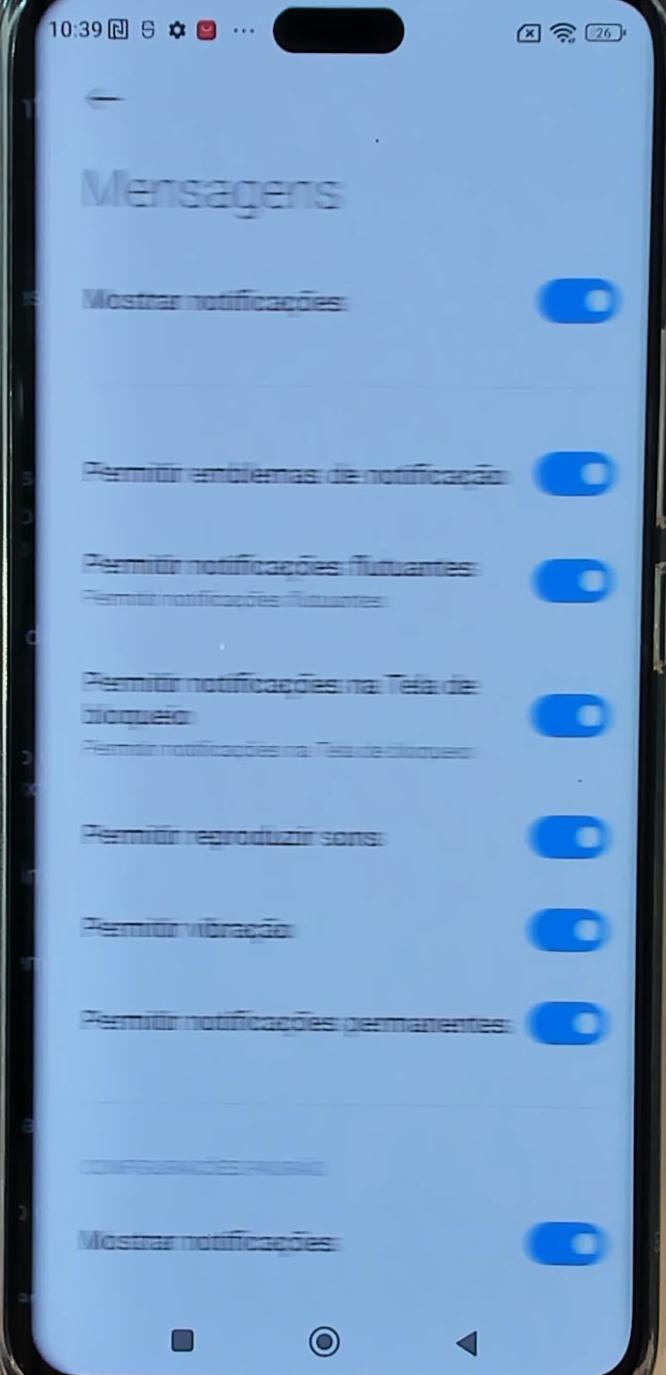 10:39
26
Mensagens
Mostrar notificações
Permitir emblemas de notificação
Permitir notificações flutuantes
Permitir notificações flutuantes
Permitir notificações na Tela de
bloqueio
Permitir notificações na Tela de bloqueio
Permitir reproduzir sons
Permitir vibração
Permitir notificações permanentes
CONFIGURAÇÕES PADRÃO
Mostrar notificações